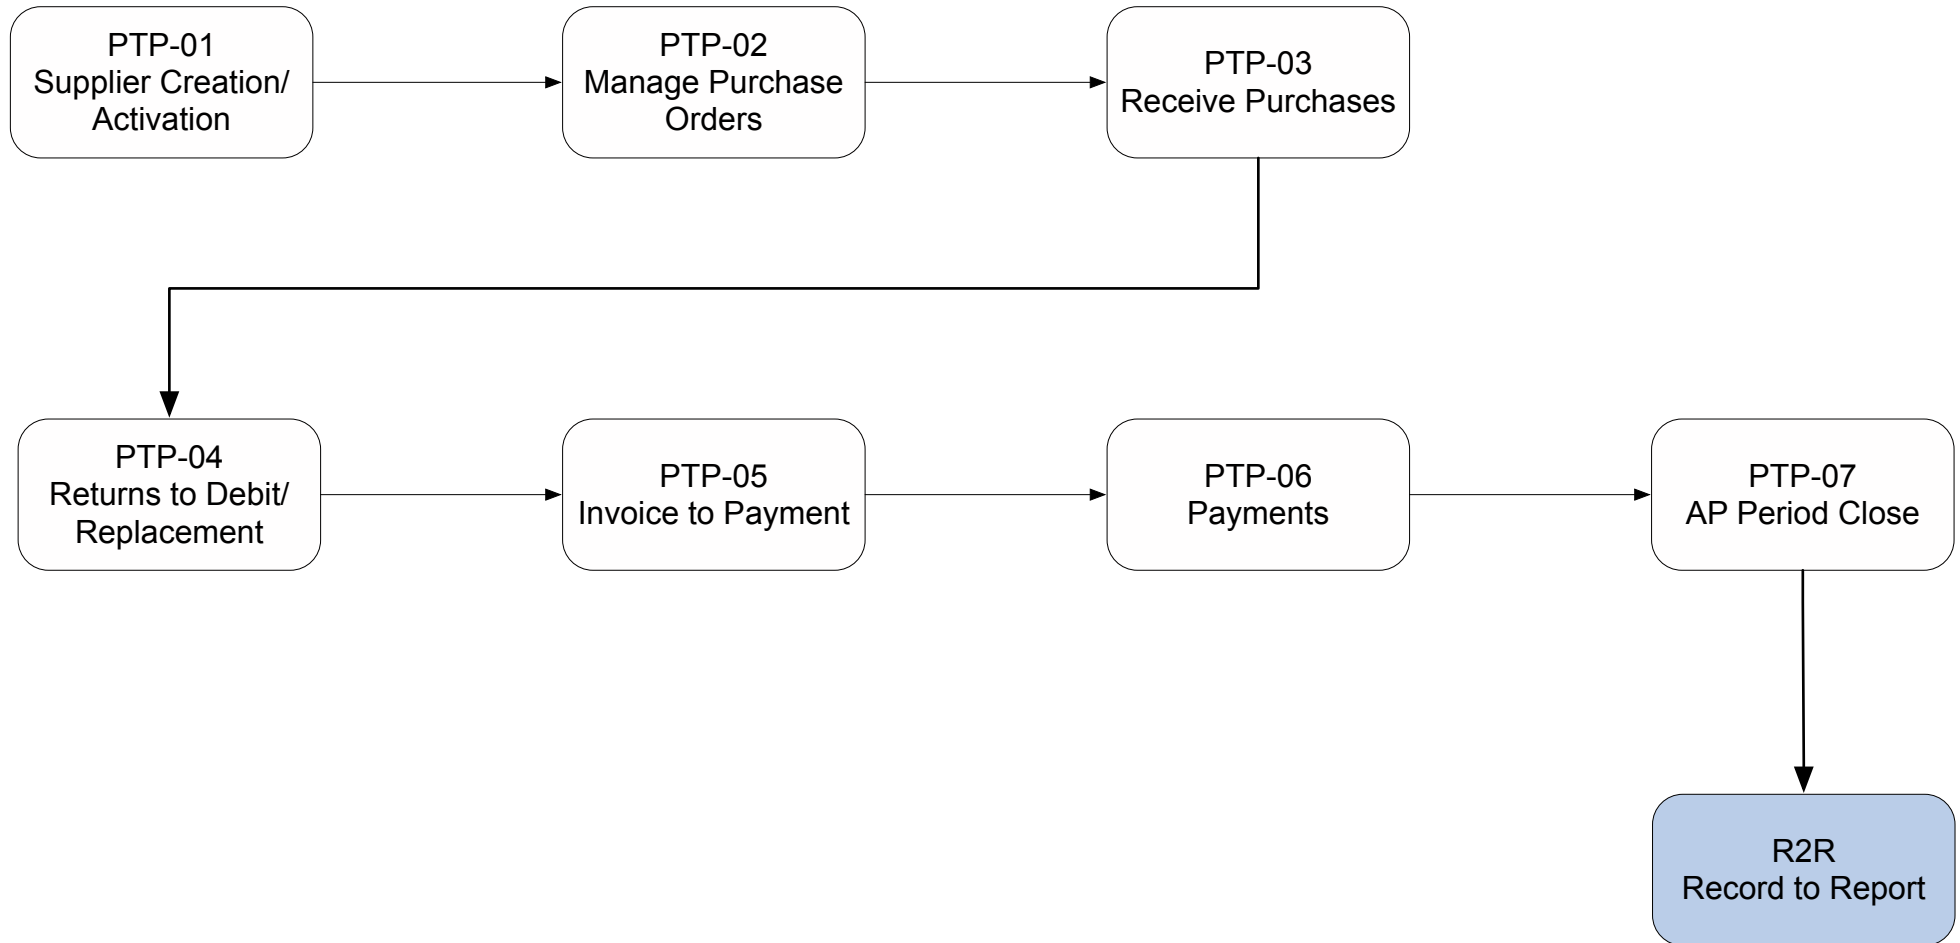 PTP-01
Supplier Creation/
Activation
PTP-02
Manage Purchase
Orders
PTP-03
Receive Purchases
PTP-04
Returns to Debit/
Replacement
PTP-05
Invoice to Payment
PTP-06
Payments
PTP-07
AP Period Close
R2R
Record to Report